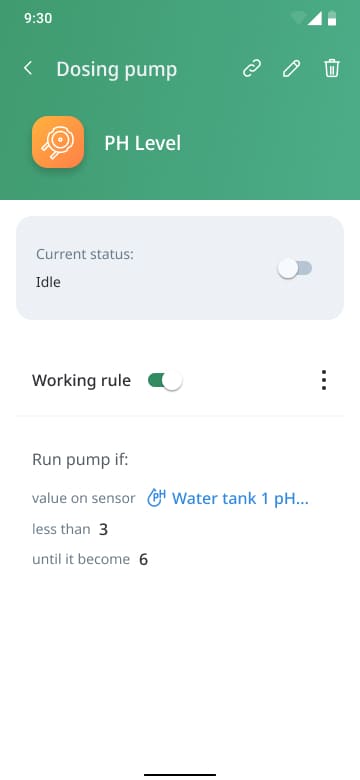 9:30
Dosing pump
PH Level
Current status:
Idle
Working rule
Run pump if:
value on sensor pH Water tank 1 pH...
less than 3
until it become 6